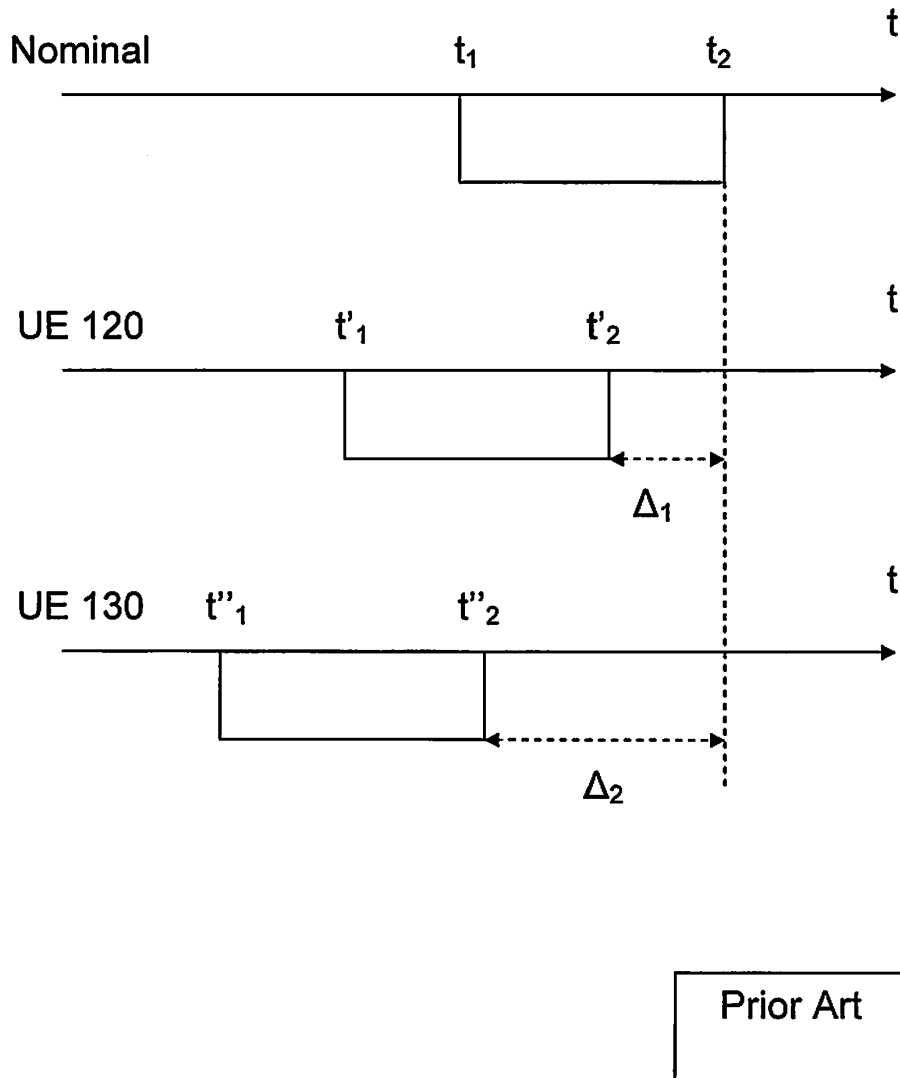 t
Nominal t₁ t₂
t
UE 120 t'₁ t'₂
Δ₁
t
UE 130 t"₁ t"₂
Δ₂
Prior Art